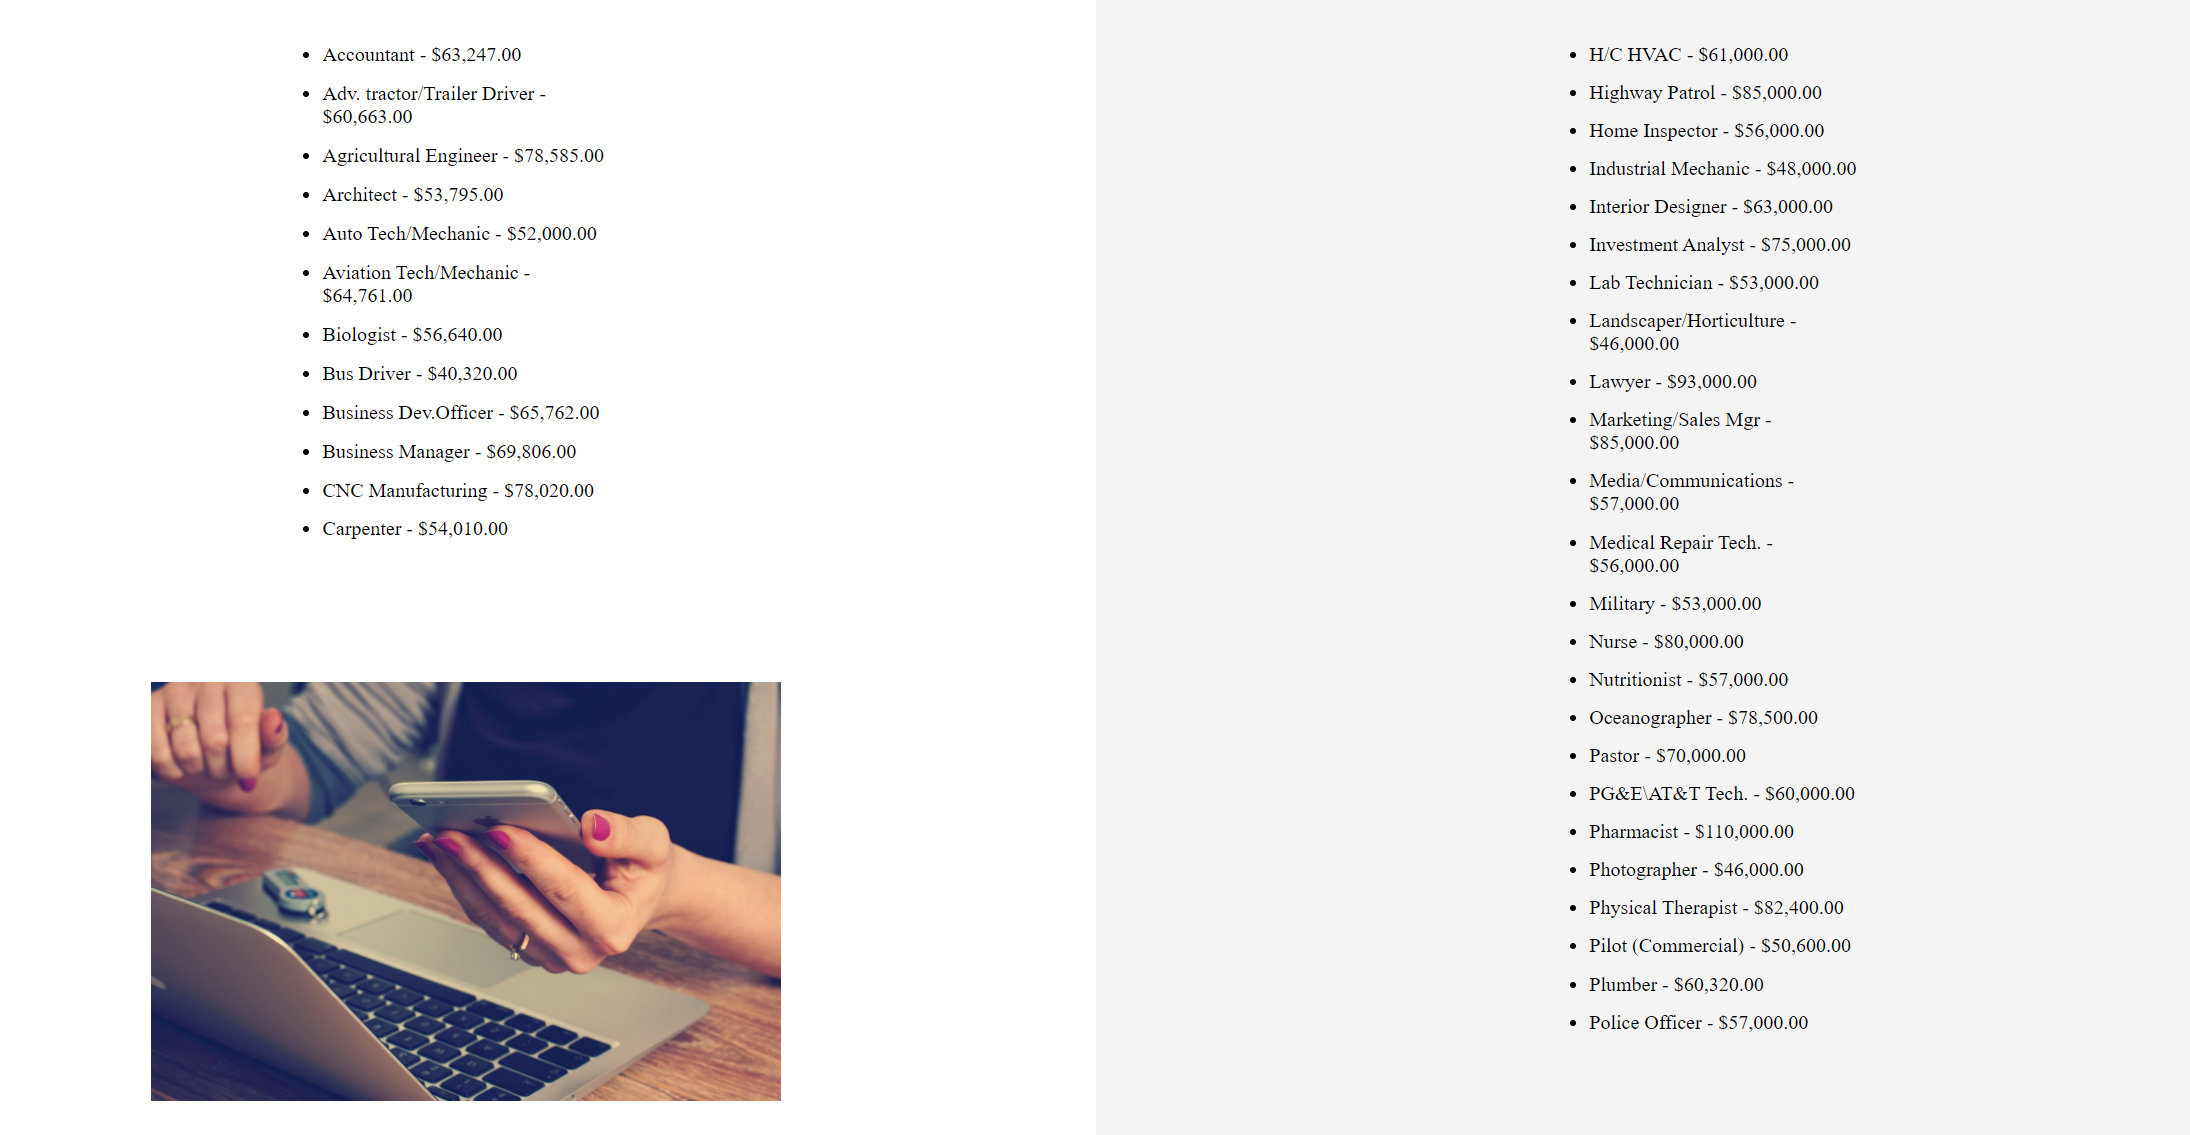 Accountant - $63,247.00
Adv. tractor/Trailer Driver -
$60,663.00
Agricultural Engineer - $78,585.00
Architect - $53,795.00
Auto Tech/Mechanic - $52,000.00
Aviation Tech/Mechanic -
$64,761.00
Biologist - $56,640.00
Bus Driver - $40,320.00
Business Dev.Officer - $65,762.00
Business Manager - $69,806.00
CNC Manufacturing - $78,020.00
Carpenter - $54,010.00
H/C HVAC - $61,000.00
Highway Patrol - $85,000.00
Home Inspector - $56,000.00
Industrial Mechanic - $48,000.00
Interior Designer - $63,000.00
Investment Analyst - $75,000.00
Lab Technician - $53,000.00
Landscaper/Horticulture -
$46,000.00
Lawyer - $93,000.00
Marketing/Sales Mgr -
$85,000.00
Media/Communications -
$57,000.00
Medical Repair Tech. -
$56,000.00
Military - $53,000.00
Nurse - $80,000.00
Nutritionist - $57,000.00
Oceanographer - $78,500.00
Pastor - $70,000.00
PG&E\AT&T Tech. - $60,000.00
Pharmacist - $110,000.00
Photographer - $46,000.00
Physical Therapist - $82,400.00
Pilot (Commercial) - $50,600.00
Plumber - $60,320.00
Police Officer - $57,000.00